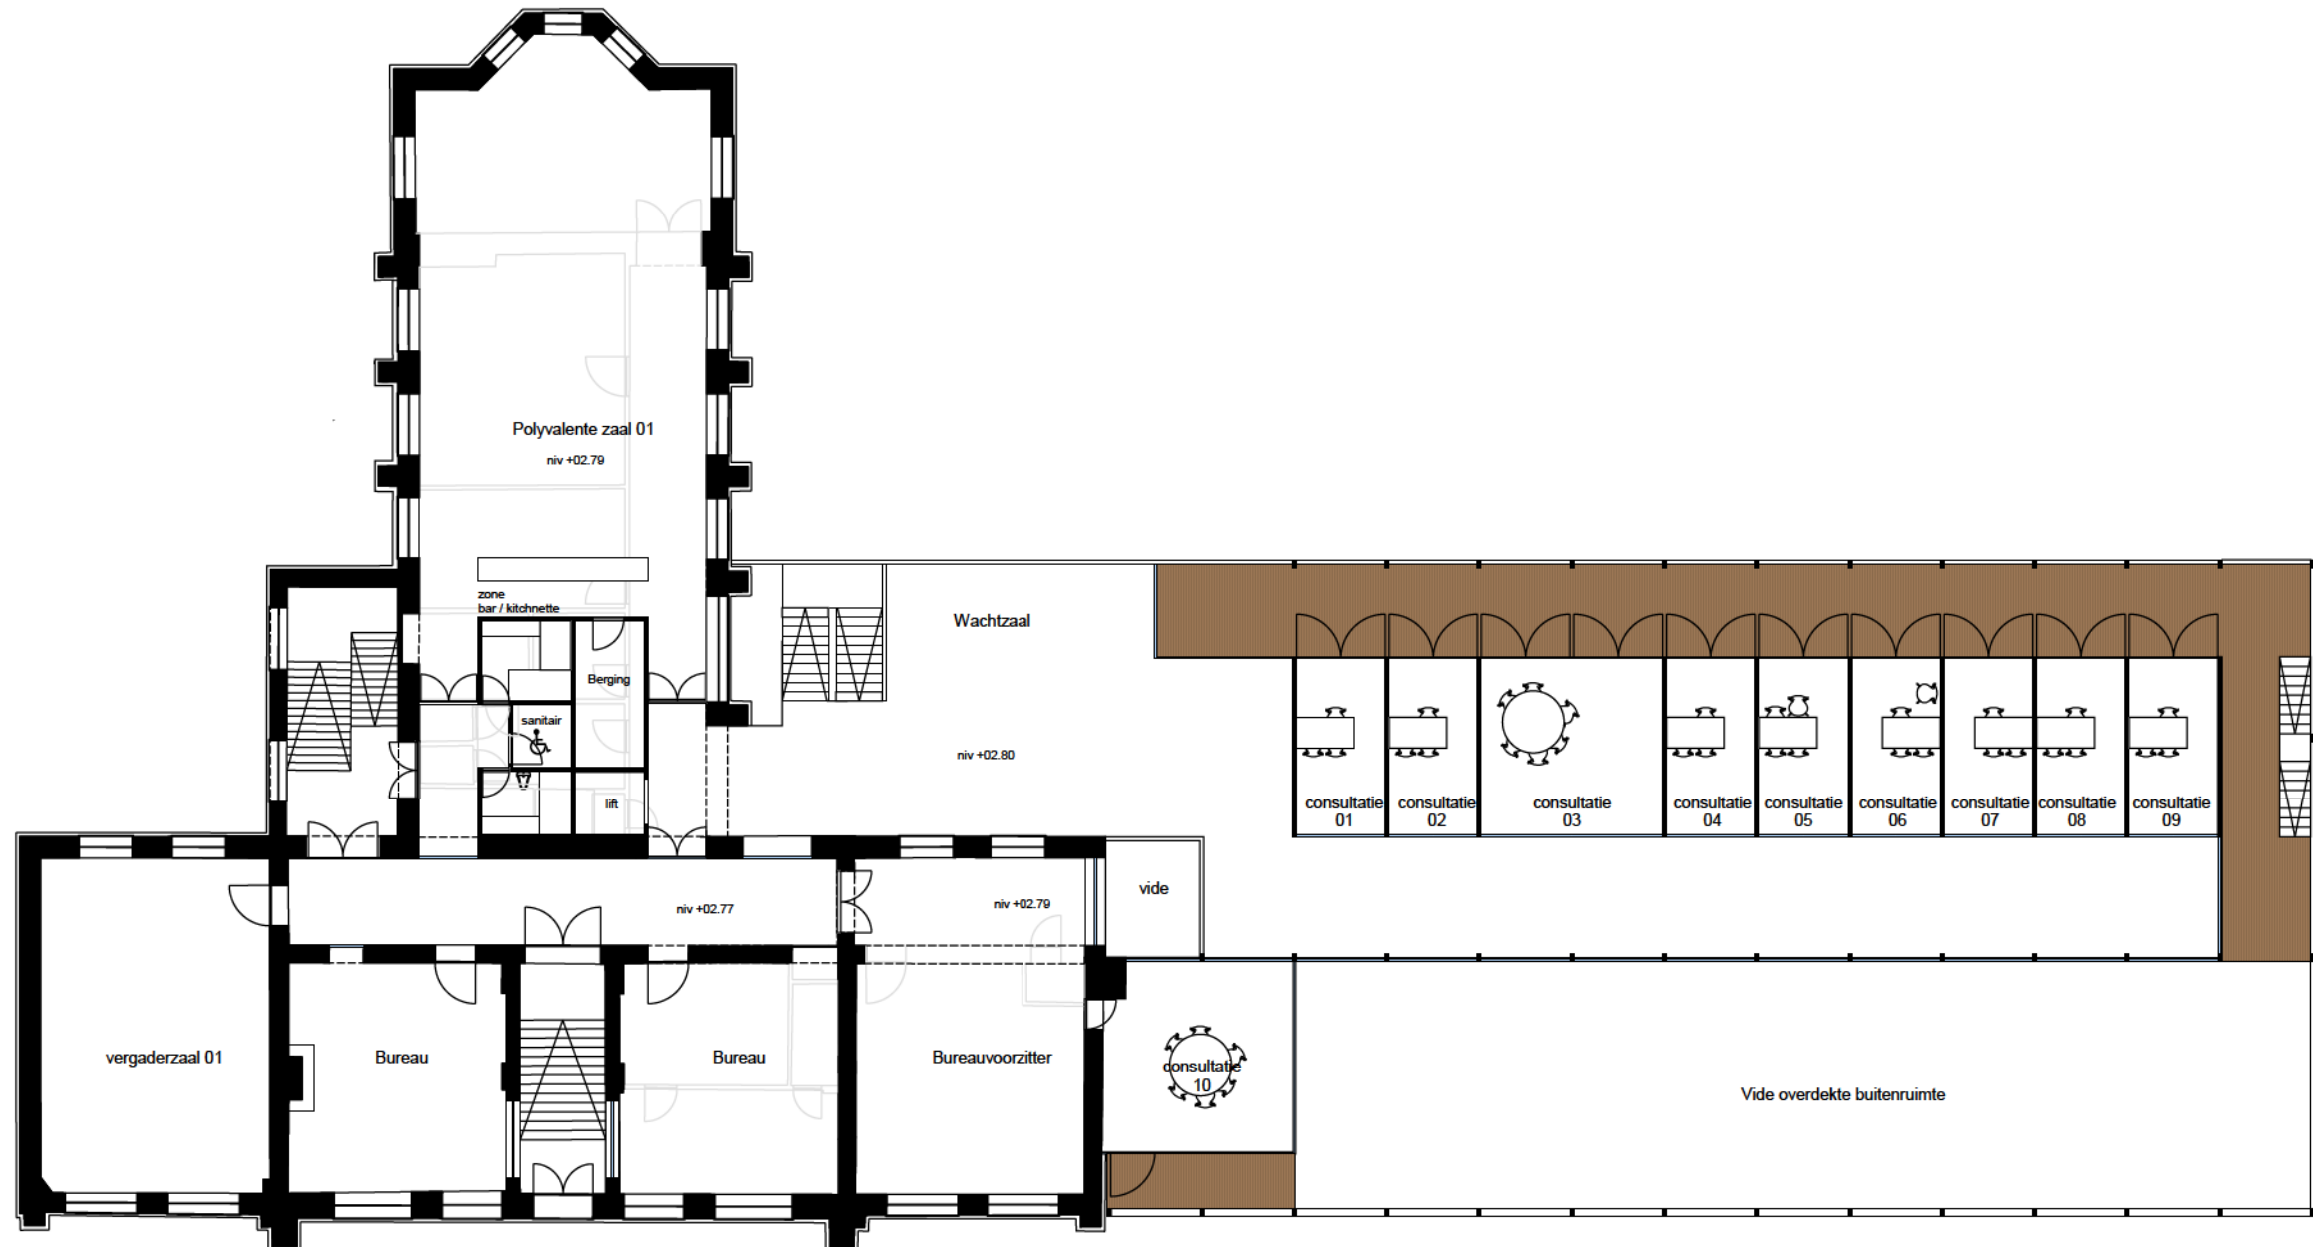 Polyvalente zaal 01
niv +02.79
zone
bar / kitchnette
Wachtzaal
Berging
sanitair
niv +02.80
lift
consultatie
01
consultatie
02
consultatie
03
consultatie
04
consultatie
05
consultatie
06
consultatie
07
consultatie
08
consultatie
09
vide
niv +02.77
niv +02.79
vergaderzaal 01
Bureau
Bureau
Bureauvoorzitter
consultatie
10
Vide overdekte buitenruimte